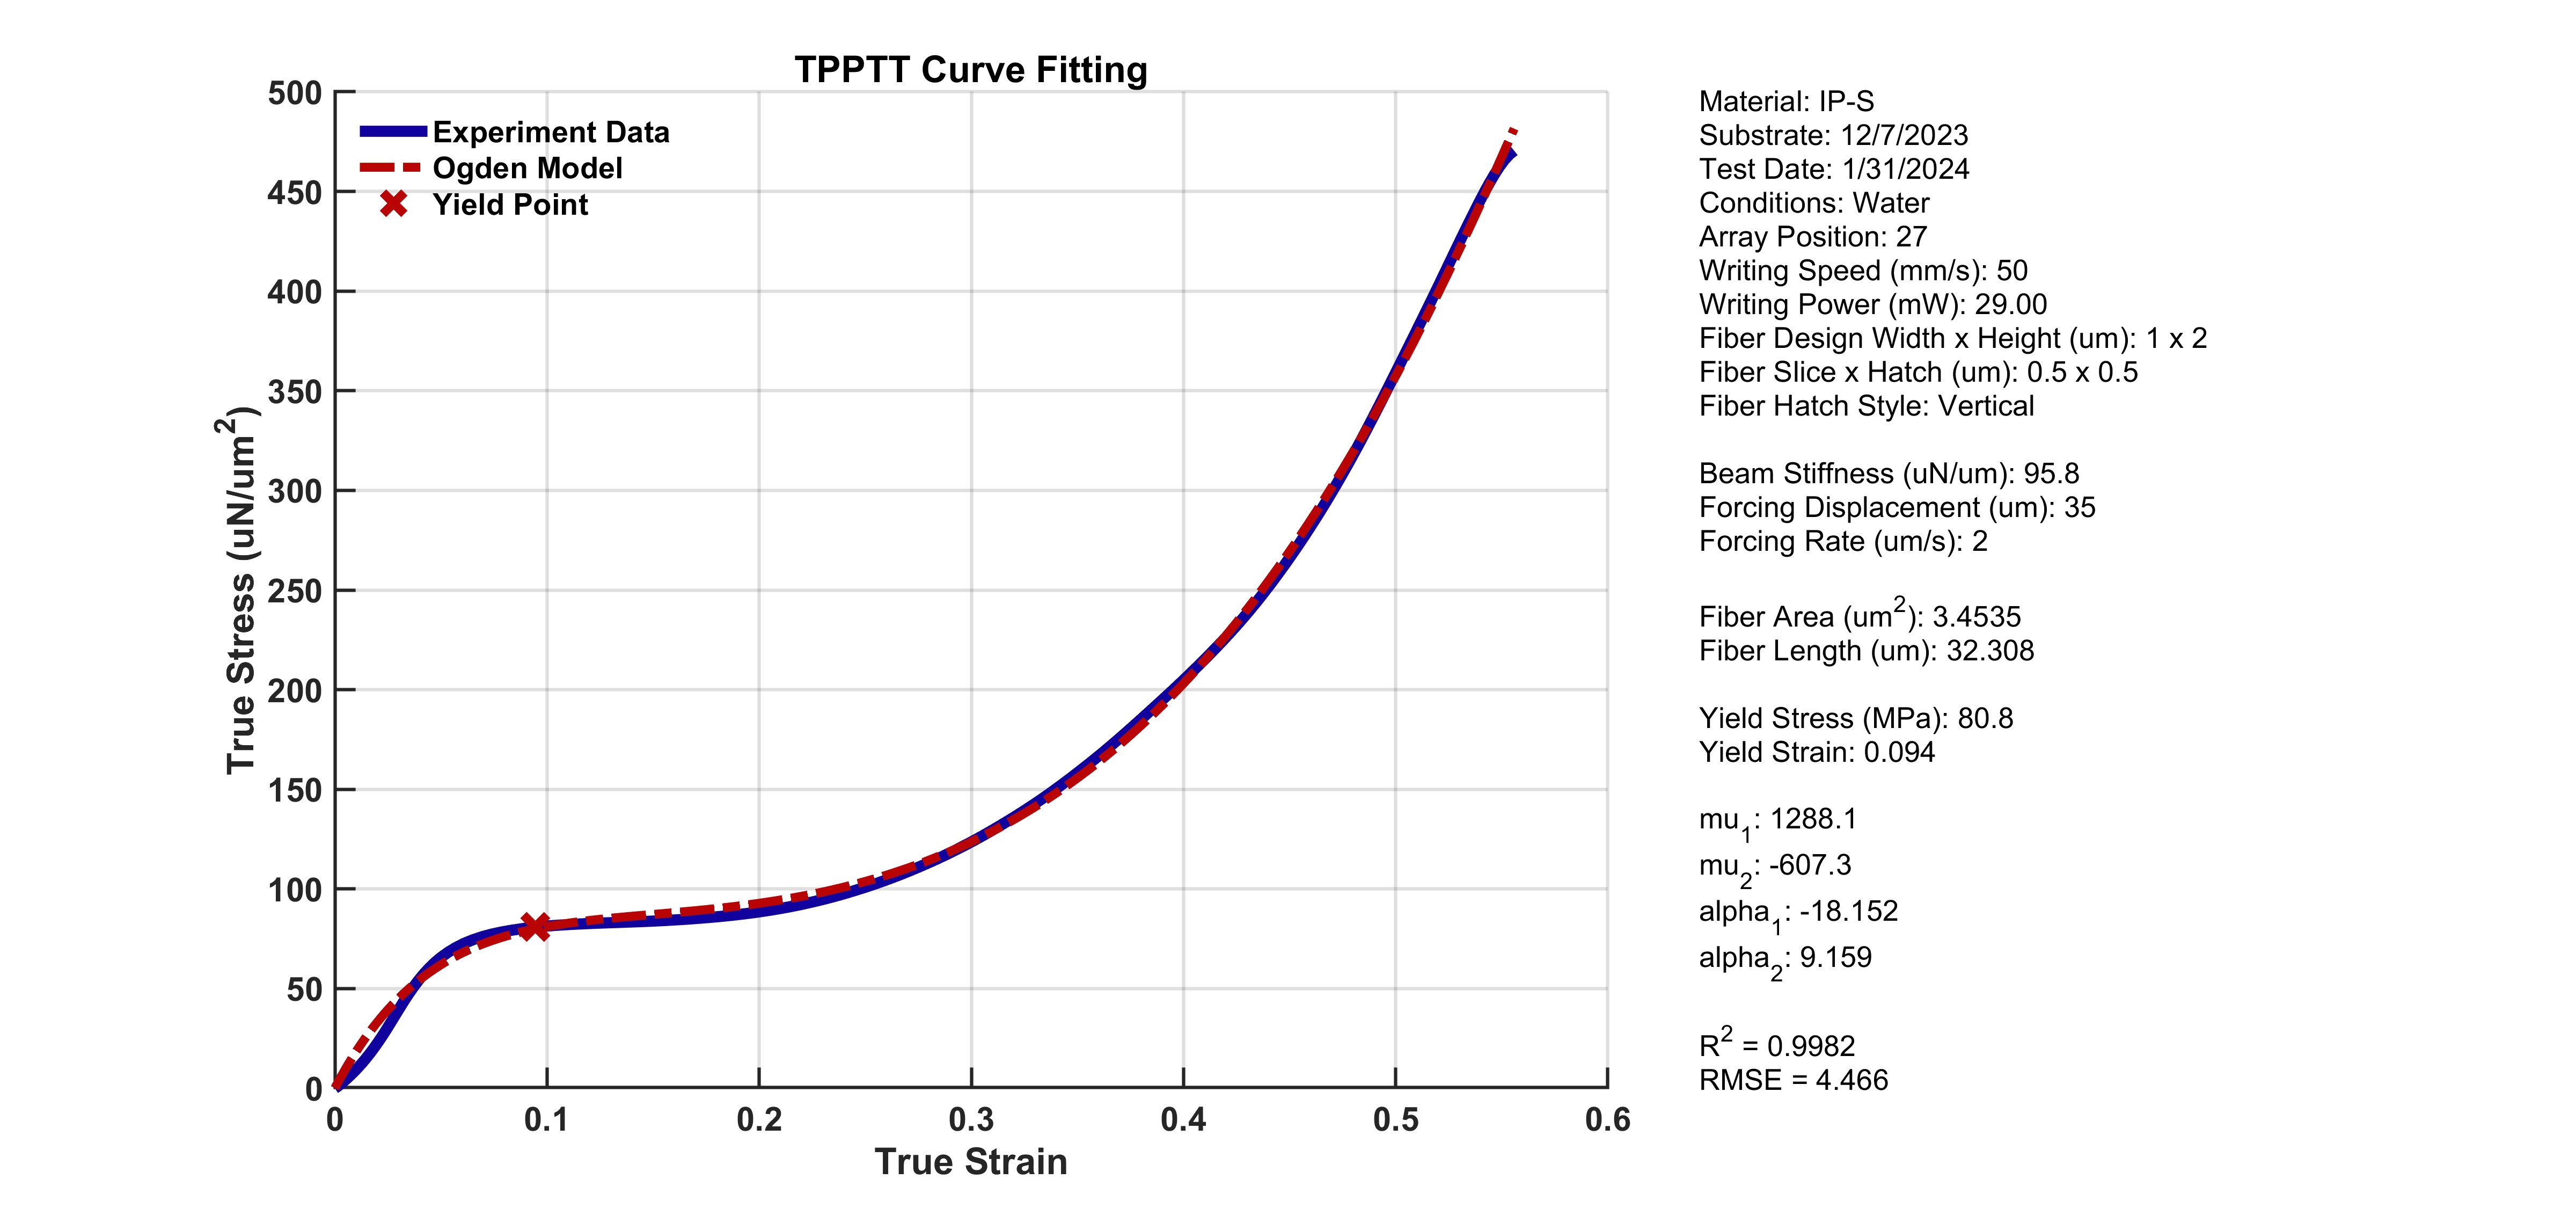 TPPTT Curve Fitting
500
450
400
350
300
250
200
150
100
50
0
0
0.1
0.2
0.3
0.4
0.5
0.6
True Stress (uN/um²)
True Strain
Experiment Data
Ogden Model
Yield Point
Material: IP-S
Substrate: 12/7/2023
Test Date: 1/31/2024
Conditions: Water
Array Position: 27
Writing Speed (mm/s): 50
Writing Power (mW): 29.00
Fiber Design Width x Height (um): 1 x 2
Fiber Slice x Hatch (um): 0.5 x 0.5
Fiber Hatch Style: Vertical
Beam Stiffness (uN/um): 95.8
Forcing Displacement (um): 35
Forcing Rate (um/s): 2
Fiber Area (um²): 3.4535
Fiber Length (um): 32.308
Yield Stress (MPa): 80.8
Yield Strain: 0.094
mu₁: 1288.1
mu₂: -607.3
alpha₁: -18.152
alpha₂: 9.159
R² = 0.9982
RMSE = 4.466